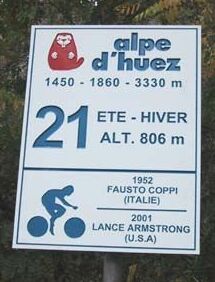 alpe
d'huez
1450 - 1860 - 3330 m
21 ETE - HIVER
ALT. 806 m
1952
FAUSTO COPPI
(ITALIE)
2001
LANCE ARMSTRONG
(U.S.A)